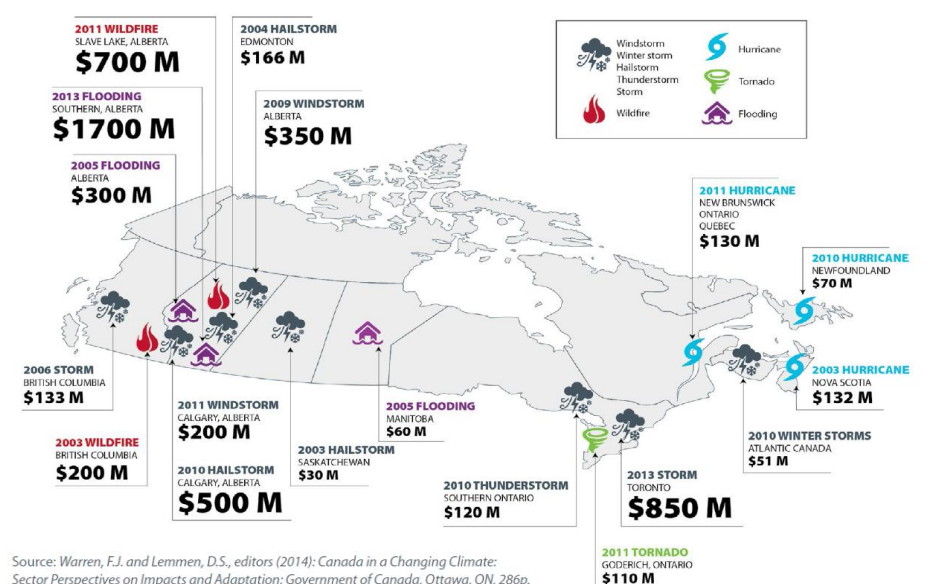 2011 WILDFIRE
SLAVE LAKE, ALBERTA
$700 M
2004 HAILSTORM
EDMONTON
$166 M
2013 FLOODING
SOUTHERN, ALBERTA
$1700 M
2009 WINDSTORM
ALBERTA
$350 M
2005 FLOODING
ALBERTA
$300 M
Windstorm
Winter storm
Hailstorm
Thunderstorm
Storm
Wildfire
Hurricane
Tornado
Flooding
2011 HURRICANE
NEW BRUNSWICK
ONTARIO
QUEBEC
$130 M
2010 HURRICANE
NEWFOUNDLAND
$70 M
2006 STORM
BRITISH COLUMBIA
$133 M
2003 WILDFIRE
BRITISH COLUMBIA
$200 M
2011 WINDSTORM
CALGARY, ALBERTA
$200 M
2010 HAILSTORM
CALGARY, ALBERTA
$500 M
2003 HAILSTORM
SASKATCHEWAN
$30 M
2005 FLOODING
MANITOBA
$60 M
2010 THUNDERSTORM
SOUTHERN ONTARIO
$120 M
2013 STORM
TORONTO
$850 M
2003 HURRICANE
NOVA SCOTIA
$132 M
2010 WINTER STORMS
ATLANTIC CANADA
$51 M
2011 TORNADO
GODERICH, ONTARIO
$110 M
Source: Warren, F.J. and Lemmen, D.S., editors (2014): Canada in a Changing Climate:
Sector Perspectives on Impacts and Adaptation; Government of Canada, Ottawa, ON, 286p.